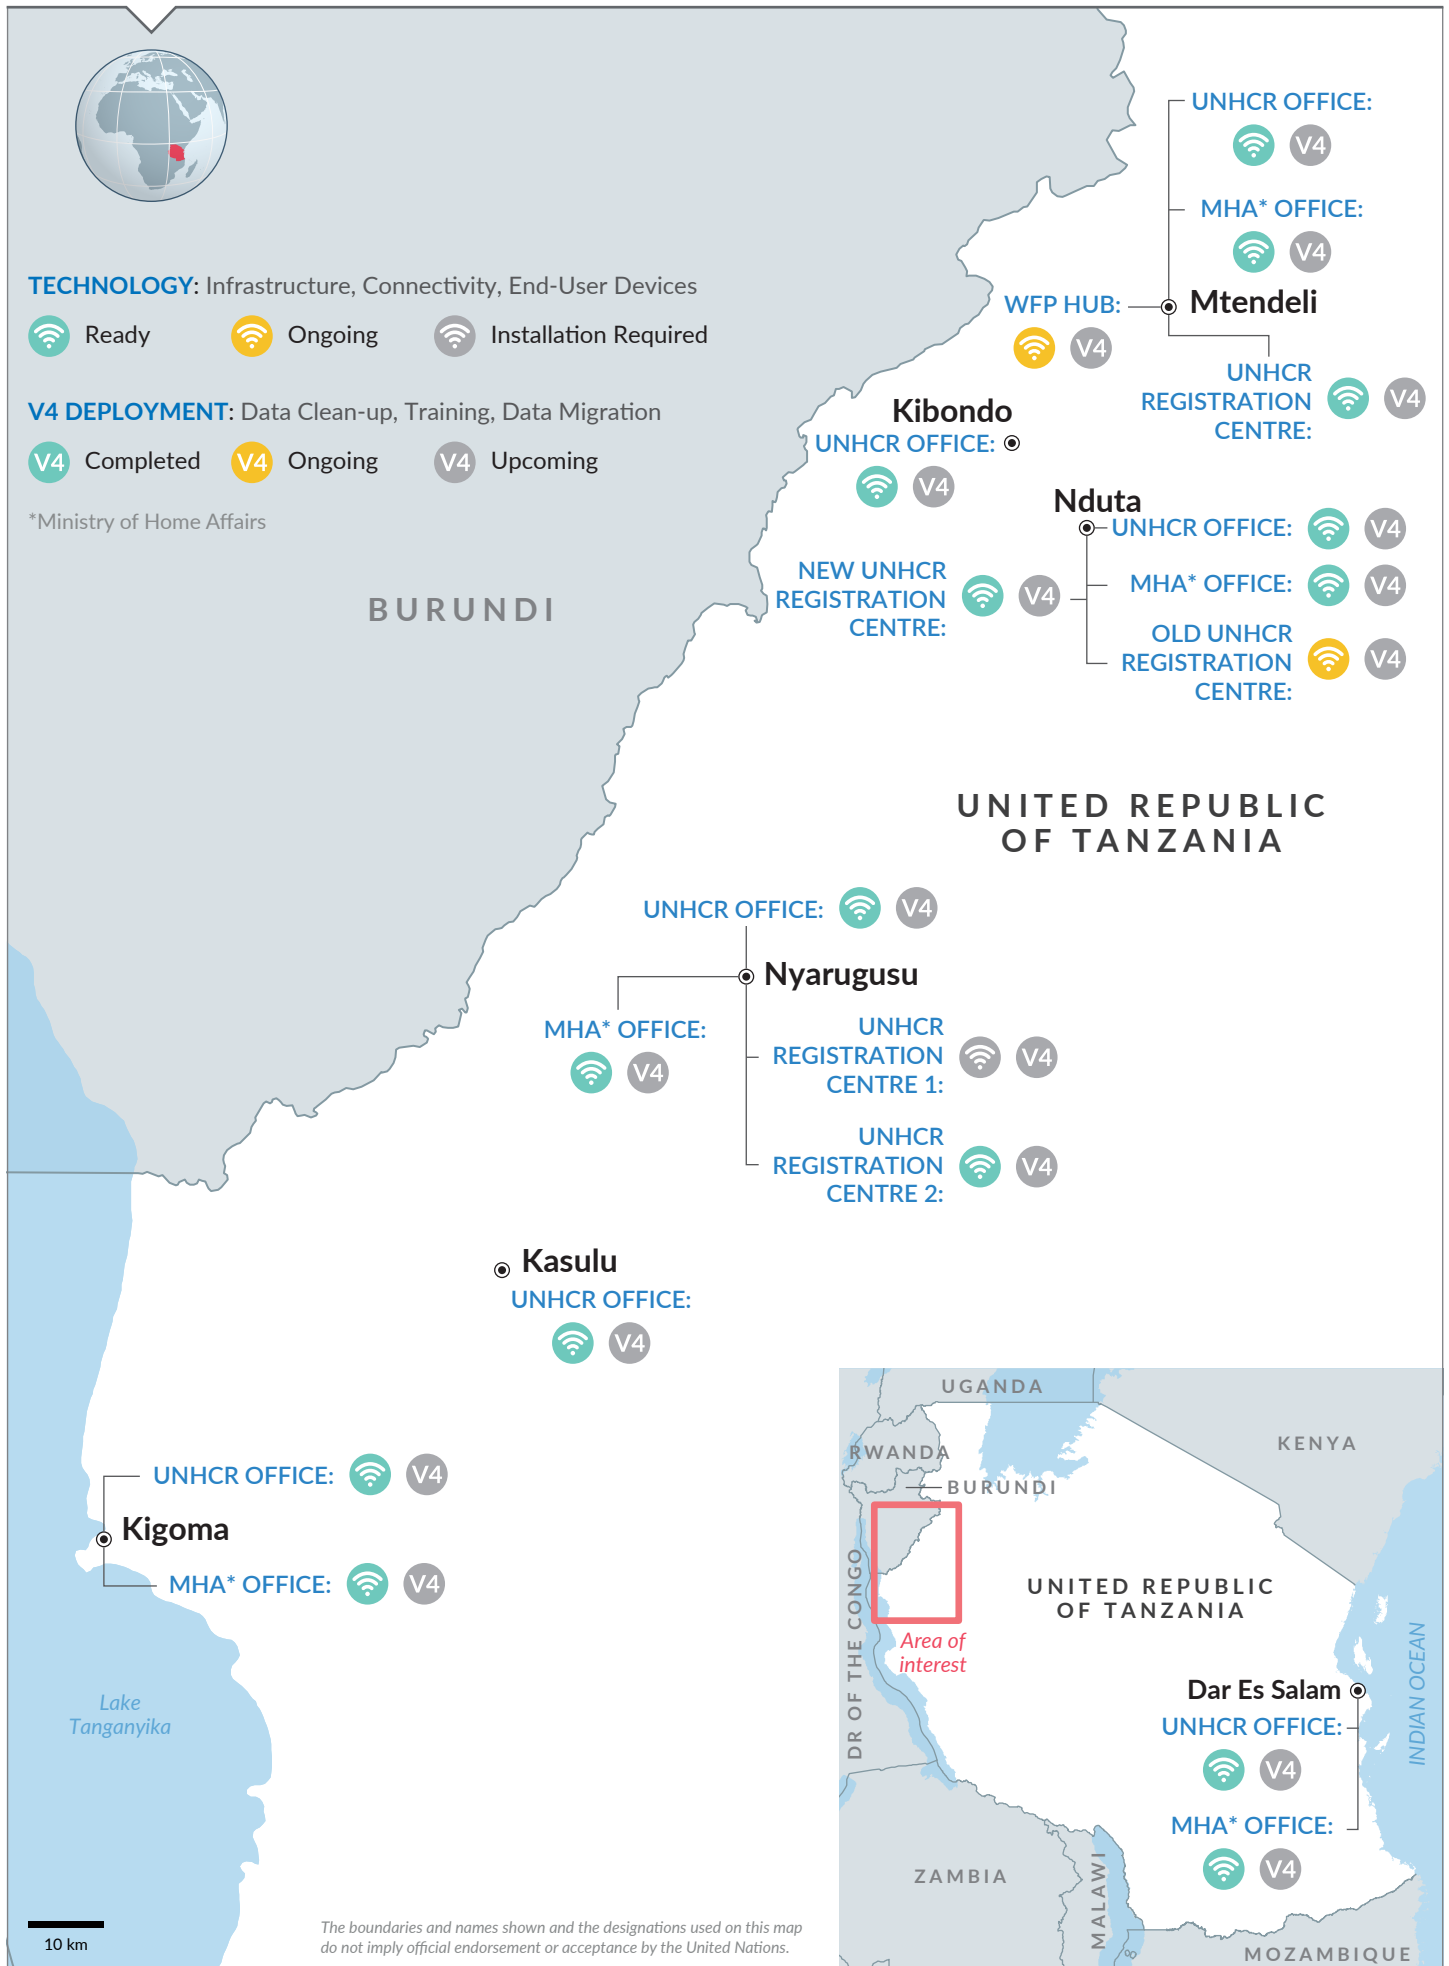 TECHNOLOGY: Infrastructure, Connectivity, End-User Devices
Ready
Ongoing
Installation Required
V4 DEPLOYMENT: Data Clean-up, Training, Data Migration
V4 Completed
V4 Ongoing
V4 Upcoming
*Ministry of Home Affairs
BURUNDI
UNHCR OFFICE:
V4
MHA* OFFICE:
V4
WFP HUB:
V4
Mtendeli
UNHCR
REGISTRATION
CENTRE:
V4
Kibondo
UNHCR OFFICE:
V4
Nduta
UNHCR OFFICE:
V4
MHA* OFFICE:
V4
OLD UNHCR
REGISTRATION
CENTRE:
V4
NEW UNHCR
REGISTRATION
CENTRE:
V4
UNITED REPUBLIC
OF TANZANIA
UNHCR OFFICE:
V4
Nyarugusu
MHA* OFFICE:
V4
UNHCR
REGISTRATION
CENTRE 1:
V4
UNHCR
REGISTRATION
CENTRE 2:
V4
Kasulu
UNHCR OFFICE:
V4
UNHCR OFFICE:
V4
Kigoma
MHA* OFFICE:
V4
Lake
Tanganyika
10 km
The boundaries and names shown and the designations used on this map
do not imply official endorsement or acceptance by the United Nations.
UGANDA
KENYA
RWANDA
BURUNDI
DR OF THE CONGO
UNITED REPUBLIC
OF TANZANIA
Area of
interest
Dar Es Salam
UNHCR OFFICE:
V4
MHA* OFFICE:
V4
INDIAN OCEAN
ZAMBIA
MALAWI
MOZAMBIQUE